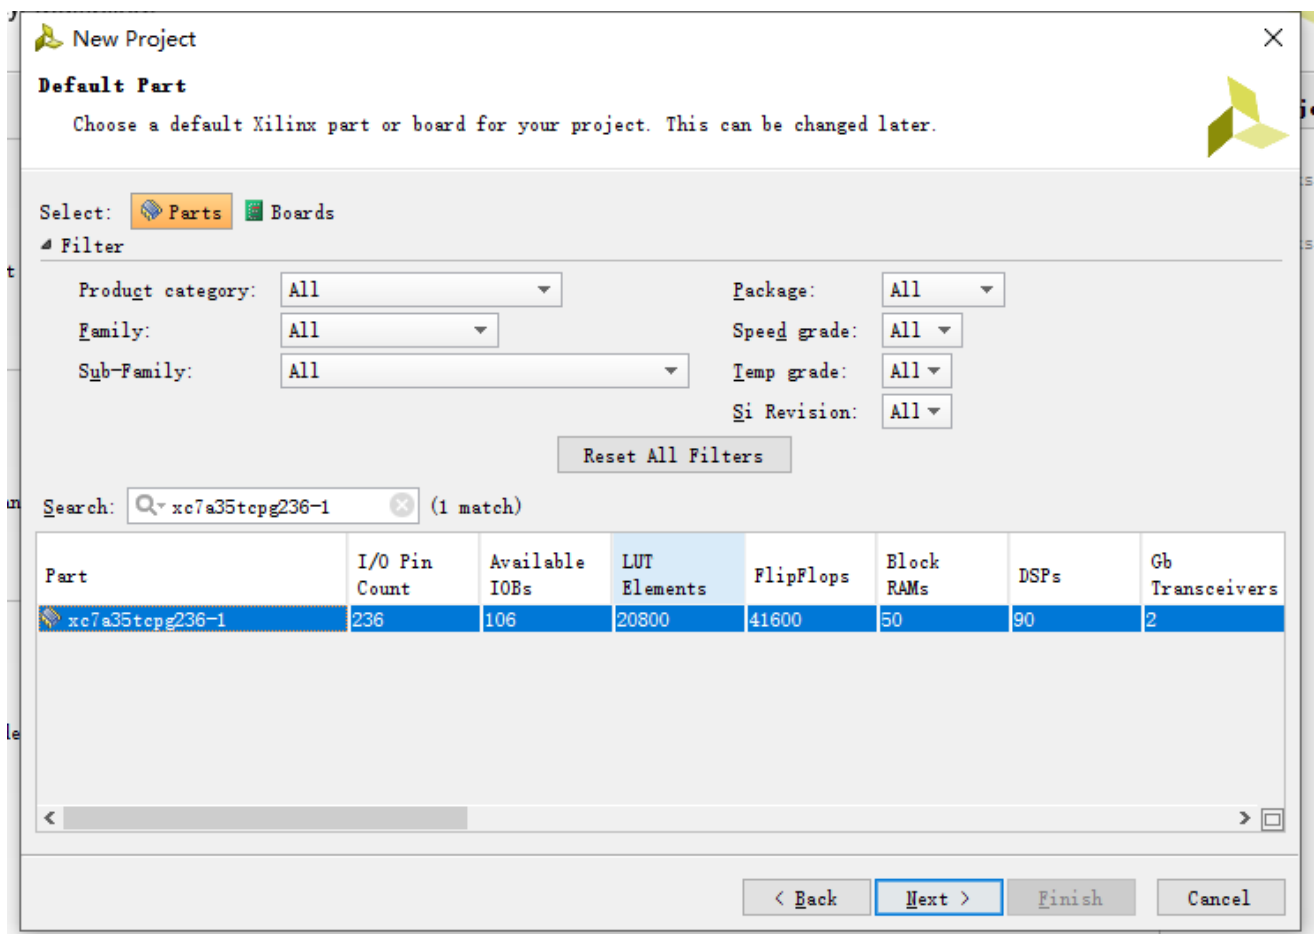 New Project
Default Part
Choose a default Xilinx part or board for your project. This can be changed later.
Select: Parts Boards
Filter
Product category: All Package: All
Family: All Speed grade: All
Sub-Family: All Temp grade: All
Si Revision: All
Reset All Filters
Search: xc7a35tcpg236-1 (1 match)
Part I/O Pin Count Available IOBs LUT Elements FlipFlops Block RAMs DSPs Gb Transceivers
xc7a35tcpg236-1 236 106 20800 41600 50 90 2
< Back Next > Finish Cancel